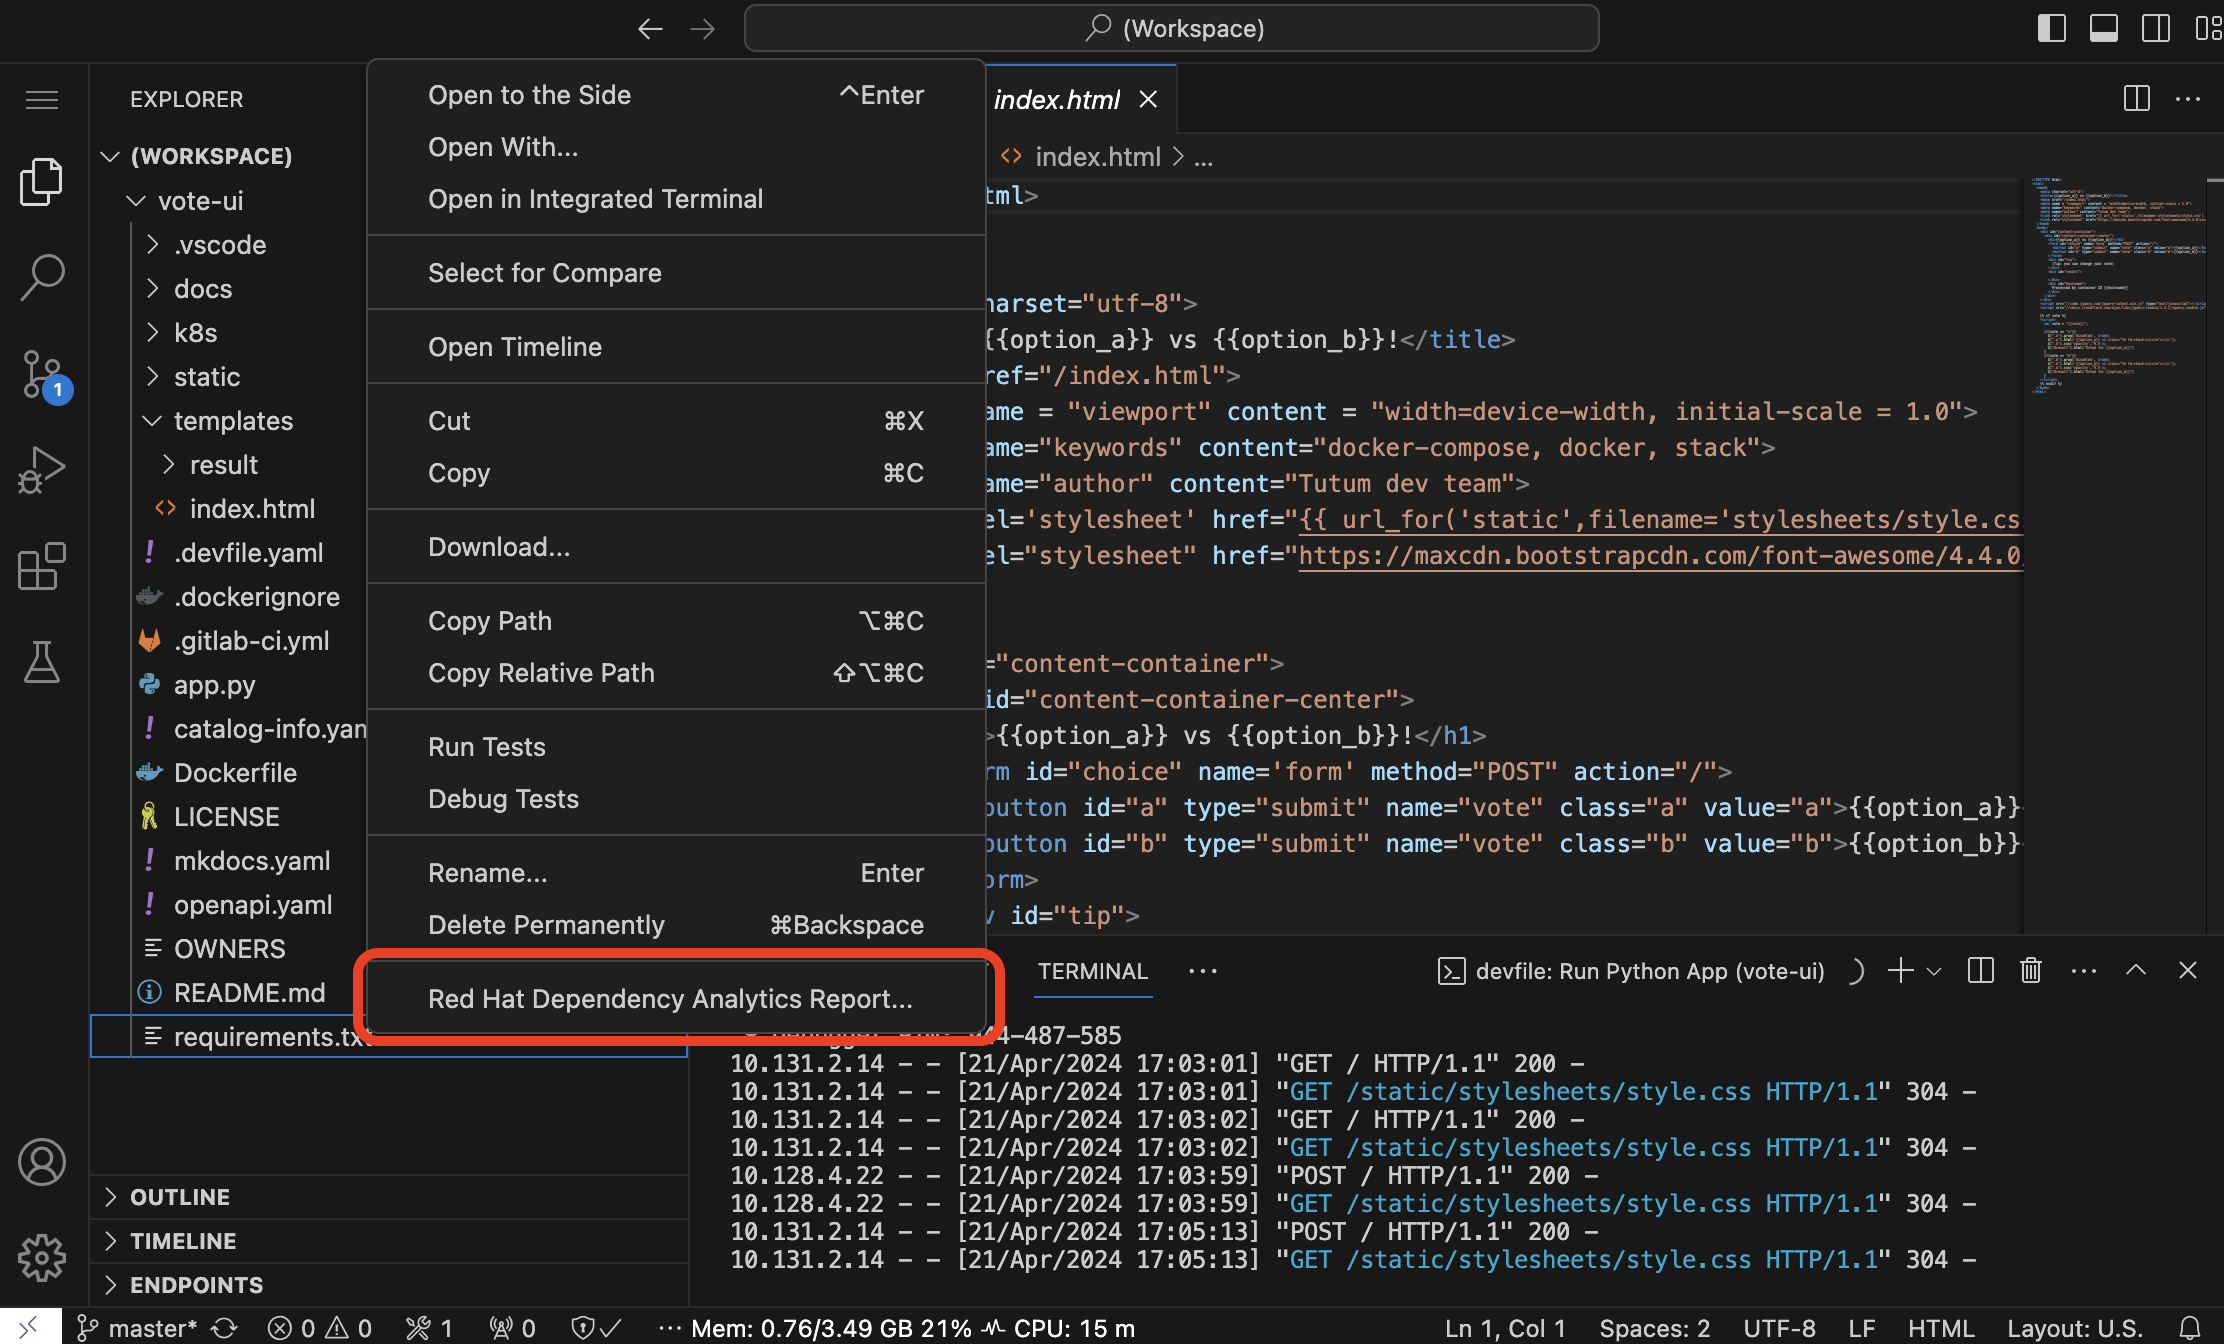 (Workspace)
EXPLORER
(WORKSPACE)
vote-ui
.vscode
docs
k8s
static
templates
result
index.html
.devfile.yaml
.dockerignore
.gitlab-ci.yml
app.py
catalog-info.yam
Dockerfile
LICENSE
mkdocs.yaml
openapi.yaml
OWNERS
README.md
requirements.txt
OUTLINE
TIMELINE
ENDPOINTS
1
Open to the Side ^Enter
Open With...
Open in Integrated Terminal
Select for Compare
Open Timeline
Cut ⌘X
Copy ⌘C
Download...
Copy Path ⌥⌘C
Copy Relative Path ⇧⌥⌘C
Run Tests
Debug Tests
Rename... Enter
Delete Permanently ⌘Backspace
Red Hat Dependency Analytics Report...
index.html
index.html > ...
tml>
harset="utf-8">
{{option_a}} vs {{option_b}}!</title>
ref="/index.html">
ame = "viewport" content = "width=device-width, initial-scale = 1.0">
ame="keywords" content="docker-compose, docker, stack">
ame="author" content="Tutum dev team">
el='stylesheet' href="{{ url_for('static',filename='stylesheets/style.cs
el="stylesheet" href="https://maxcdn.bootstrapcdn.com/font-awesome/4.4.0
="content-container">
id="content-container-center">
>{{option_a}} vs {{option_b}}!</h1>
rm id="choice" name='form' method="POST" action="/">
button id="a" type="submit" name="vote" class="a" value="a">{{option_a}}
button id="b" type="submit" name="vote" class="b" value="b">{{option_b}}
orm>
v id="tip">
TERMINAL ··· devfile: Run Python App (vote-ui)
44-487-585
10.131.2.14 - - [21/Apr/2024 17:03:01] "GET / HTTP/1.1" 200 -
10.131.2.14 - - [21/Apr/2024 17:03:01] "GET /static/stylesheets/style.css HTTP/1.1" 304 -
10.131.2.14 - - [21/Apr/2024 17:03:02] "GET / HTTP/1.1" 200 -
10.131.2.14 - - [21/Apr/2024 17:03:02] "GET /static/stylesheets/style.css HTTP/1.1" 304 -
10.128.4.22 - - [21/Apr/2024 17:03:59] "POST / HTTP/1.1" 200 -
10.128.4.22 - - [21/Apr/2024 17:03:59] "GET /static/stylesheets/style.css HTTP/1.1" 304 -
10.131.2.14 - - [21/Apr/2024 17:05:13] "POST / HTTP/1.1" 200 -
10.131.2.14 - - [21/Apr/2024 17:05:13] "GET /static/stylesheets/style.css HTTP/1.1" 304 -
master* 0 0 1 0 ··· Mem: 0.76/3.49 GB 21% CPU: 15 m Ln 1, Col 1 Spaces: 2 UTF-8 LF HTML Layout: U.S.